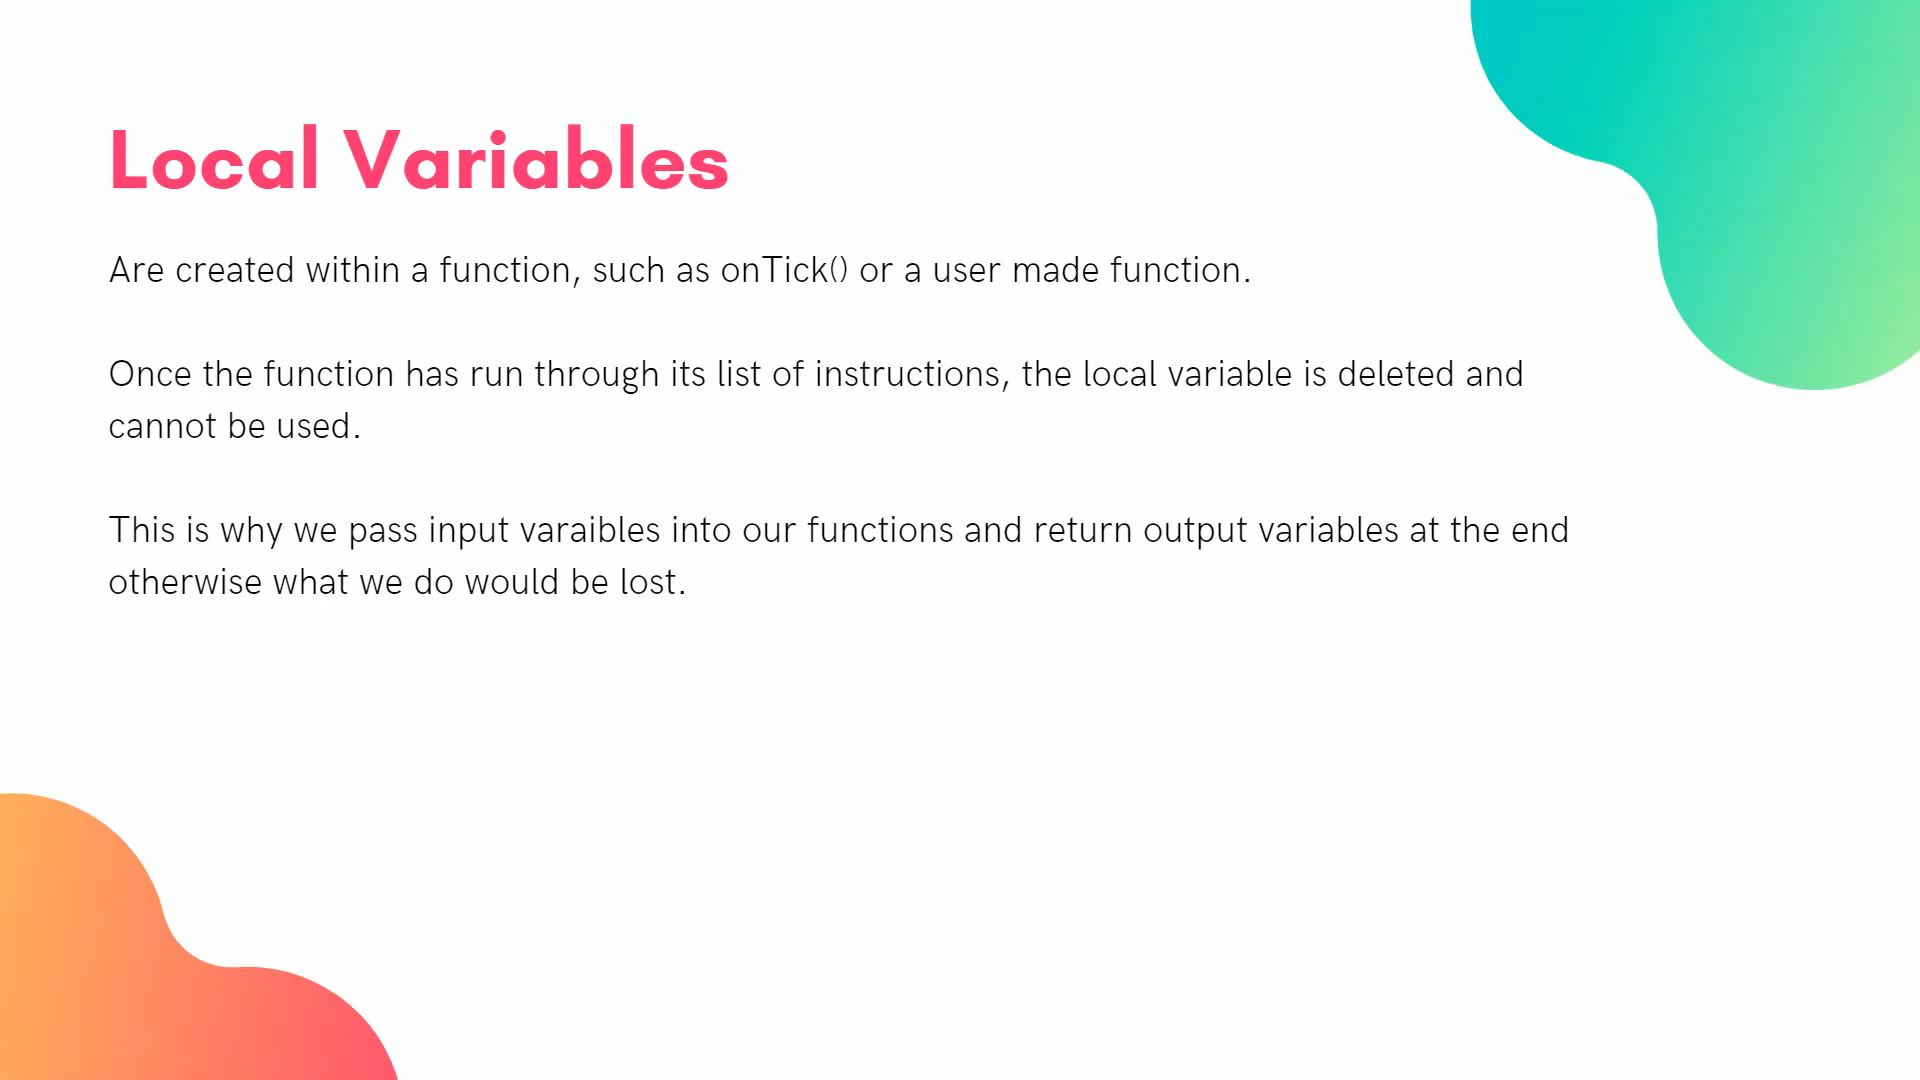 Local Variables
Are created within a function, such as onTick() or a user made function.
Once the function has run through its list of instructions, the local variable is deleted and
cannot be used.
This is why we pass input varaibles into our functions and return output variables at the end
otherwise what we do would be lost.